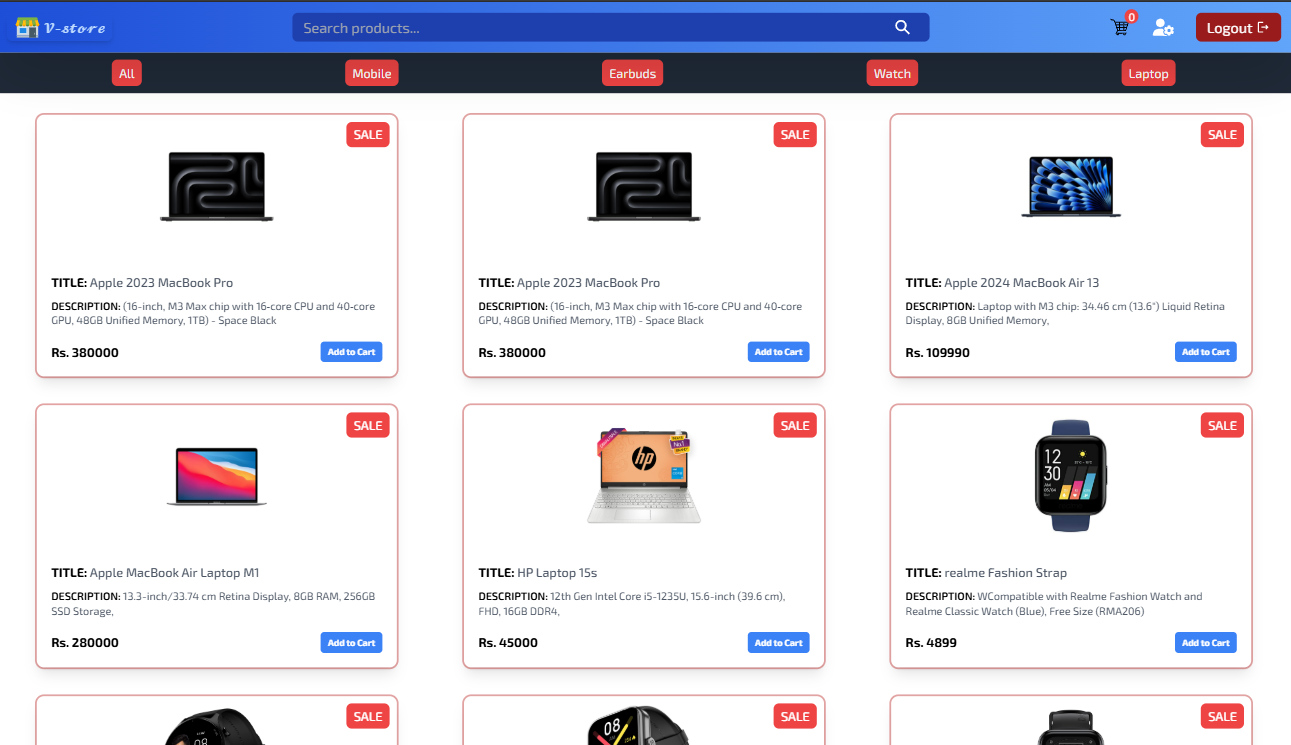 V-store
Search products...
0
Logout
All
Mobile
Earbuds
Watch
Laptop
SALE
TITLE: Apple 2023 MacBook Pro
DESCRIPTION: (16-inch, M3 Max chip with 16-core CPU and 40-core
GPU, 48GB Unified Memory, 1TB) - Space Black
Rs. 380000
Add to Cart
SALE
TITLE: Apple 2023 MacBook Pro
DESCRIPTION: (16-inch, M3 Max chip with 16-core CPU and 40-core
GPU, 48GB Unified Memory, 1TB) - Space Black
Rs. 380000
Add to Cart
SALE
TITLE: Apple 2024 MacBook Air 13
DESCRIPTION: Laptop with M3 chip: 34.46 cm (13.6") Liquid Retina
Display, 8GB Unified Memory,
Rs. 109990
Add to Cart
SALE
TITLE: Apple MacBook Air Laptop M1
DESCRIPTION: 13.3-inch/33.74 cm Retina Display, 8GB RAM, 256GB
SSD Storage,
Rs. 280000
Add to Cart
SALE
hp
No.1
TITLE: HP Laptop 15s
DESCRIPTION: 12th Gen Intel Core i5-1235U, 15.6-inch (39.6 cm),
FHD, 16GB DDR4,
Rs. 45000
Add to Cart
SALE
12
30
TITLE: realme Fashion Strap
DESCRIPTION: WCompatible with Realme Fashion Watch and
Realme Classic Watch (Blue), Free Size (RMA206)
Rs. 4899
Add to Cart
SALE
08
SALE
08
SALE